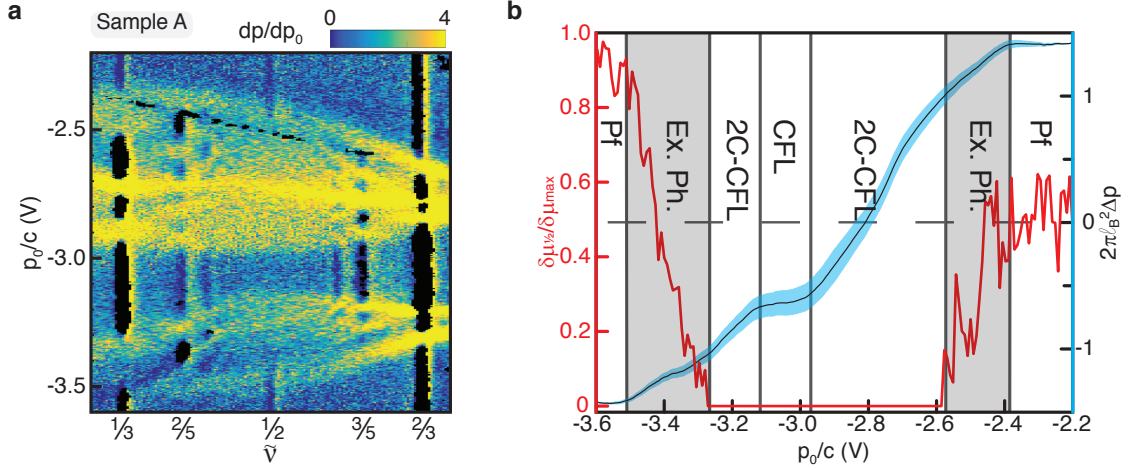 a
Sample A
dp/dp₀
0
4
p₀/c (V)
-2.5
-3.0
-3.5
⅓
⅖
½
⅗
⅔
ṽ
b
δμ½/δμmax
1.0
0.8
0.6
0.4
0.2
0
Pf
Ex. Ph.
2C-CFL
CFL
2C-CFL
Ex. Ph.
Pf
1
0
-1
2πℓB²Δp
-3.6
-3.4
-3.2
-3.0
-2.8
-2.6
-2.4
-2.2
p₀/c (V)